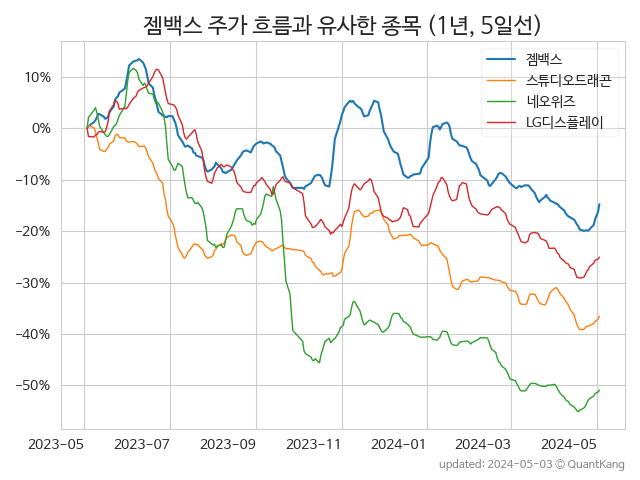 젬백스 주가 흐름과 유사한 종목 (1년, 5일선)
젬백스
스튜디오드래곤
네오위즈
LG디스플레이
10%
0%
−10%
−20%
−30%
−40%
−50%
2023-05
2023-07
2023-09
2023-11
2024-01
2024-03
2024-05
updated: 2024-05-03 © QuantKang